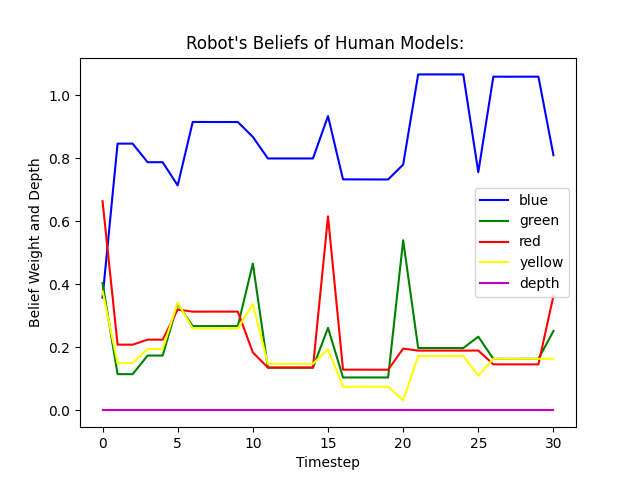 Robot's Beliefs of Human Models:
Belief Weight and Depth
1.0
0.8
0.6
0.4
0.2
0.0
blue
green
red
yellow
depth
0 5 10 15 20 25 30
Timestep